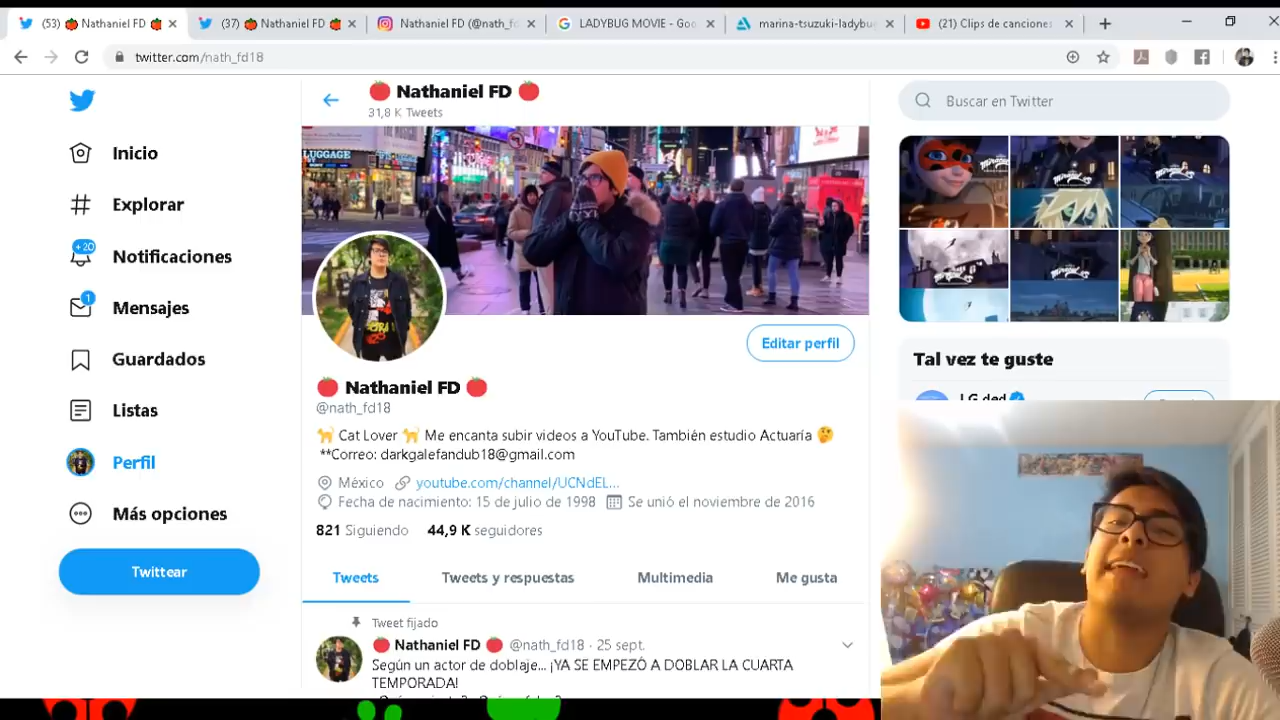 (53) 🍅 Nathaniel FD 🍅
(37) 🍅 Nathaniel FD 🍅
Nathaniel FD (@nath_fd
LADYBUG MOVIE - Goo
marina-tsuzuki-ladybug
(21) Clips de canciones
twitter.com/nath_fd18
🍅 Nathaniel FD 🍅
31,8 K Tweets
Buscar en Twitter
Inicio
Explorar
+20
Notificaciones
1
Mensajes
Guardados
Listas
Perfil
Más opciones
Twittear
LUGGAGE
Editar perfil
🍅 Nathaniel FD 🍅
@nath_fd18
🐈 Cat Lover 🐈 Me encanta subir videos a YouTube. También estudio Actuaría 🤔
**Correo: darkgalefandub18@gmail.com
México youtube.com/channel/UCNdEL...
Fecha de nacimiento: 15 de julio de 1998 Se unió el noviembre de 2016
821 Siguiendo 44,9 K seguidores
Tweets Tweets y respuestas Multimedia Me gusta
Tweet fijado
🍅 Nathaniel FD 🍅 @nath_fd18 · 25 sept.
Según un actor de doblaje... ¡YA SE EMPEZÓ A DOBLAR LA CUARTA
TEMPORADA!
Miraculous
Miraculous
Miraculous
Miraculous
Miraculous
Tal vez te guste